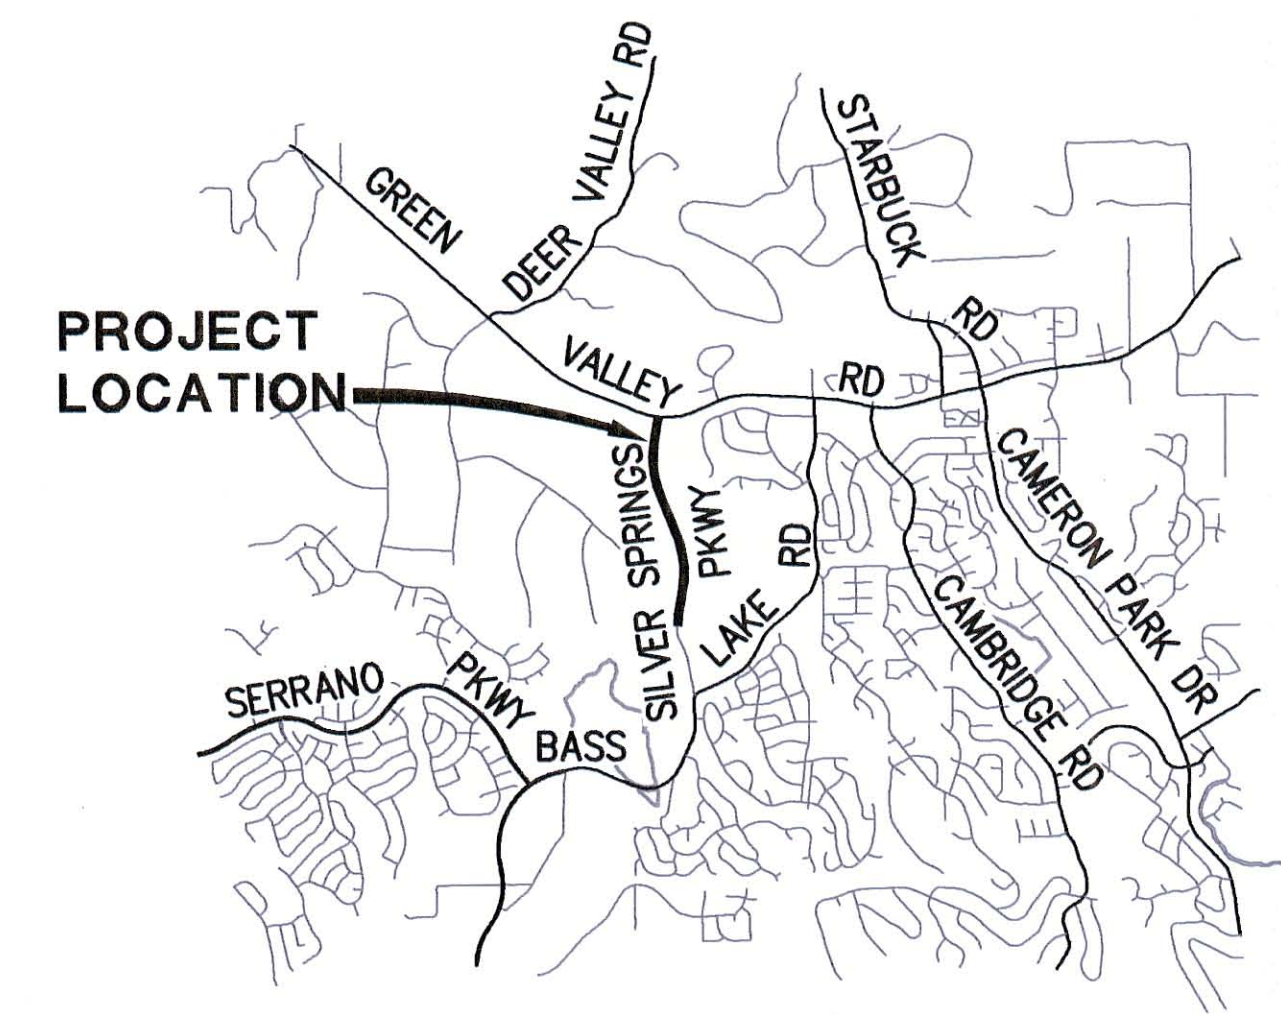 DEER VALLEY RD
STARBUCK RD
GREEN VALLEY RD
PROJECT
LOCATION
SILVER SPRINGS PKWY
CAMERON PARK DR
BASS LAKE RD
CAMBRIDGE RD
SERRANO PKWY